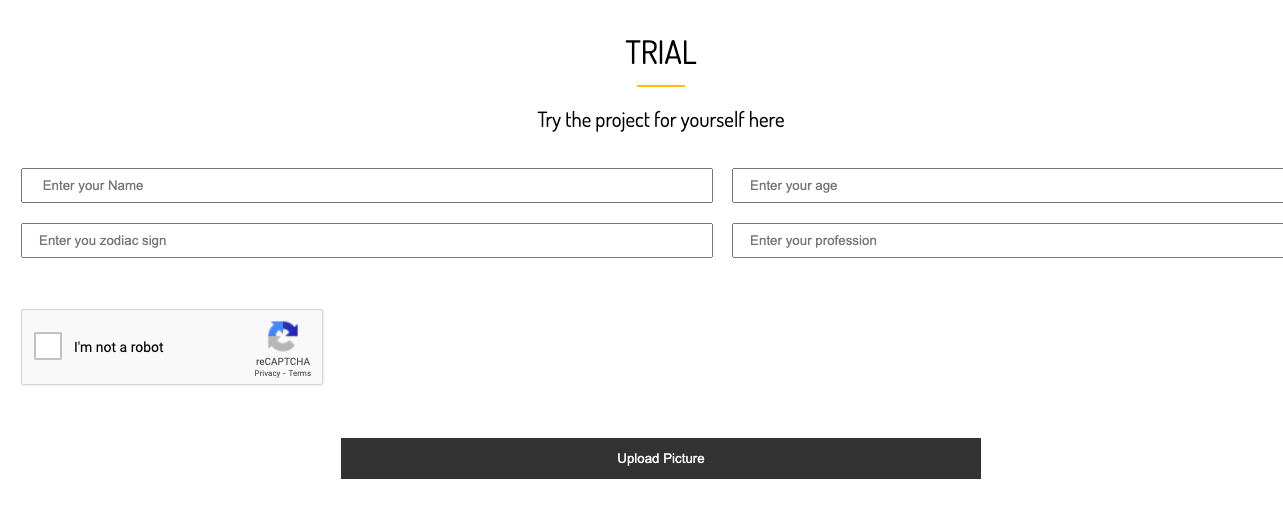 TRIAL
Try the project for yourself here
Enter your Name
Enter your age
Enter you zodiac sign
Enter your profession
I'm not a robot
reCAPTCHA
Privacy - Terms
Upload Picture